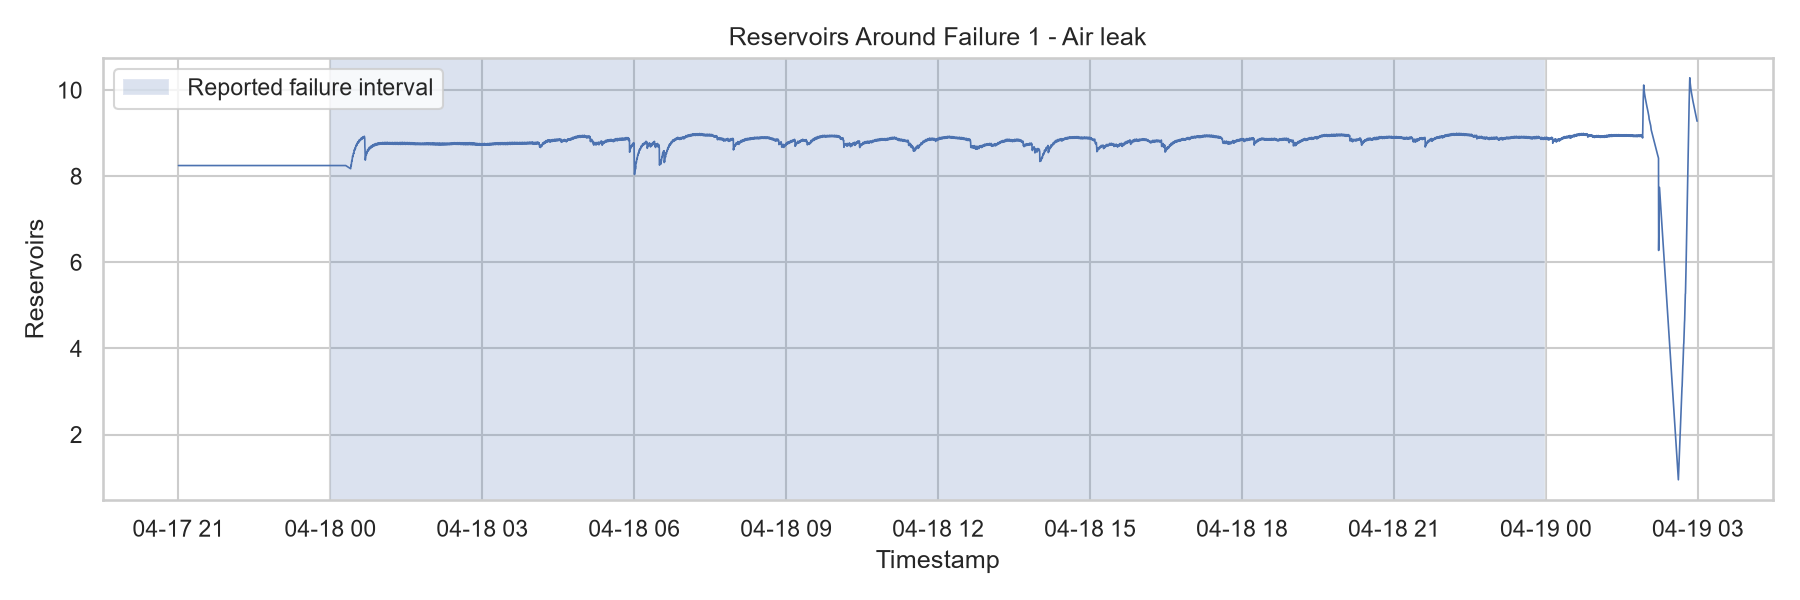 Reservoirs Around Failure 1 - Air leak
Reported failure interval
10
8
6
4
2
Reservoirs
04-17 21 04-18 00 04-18 03 04-18 06 04-18 09 04-18 12 04-18 15 04-18 18 04-18 21 04-19 00 04-19 03
Timestamp